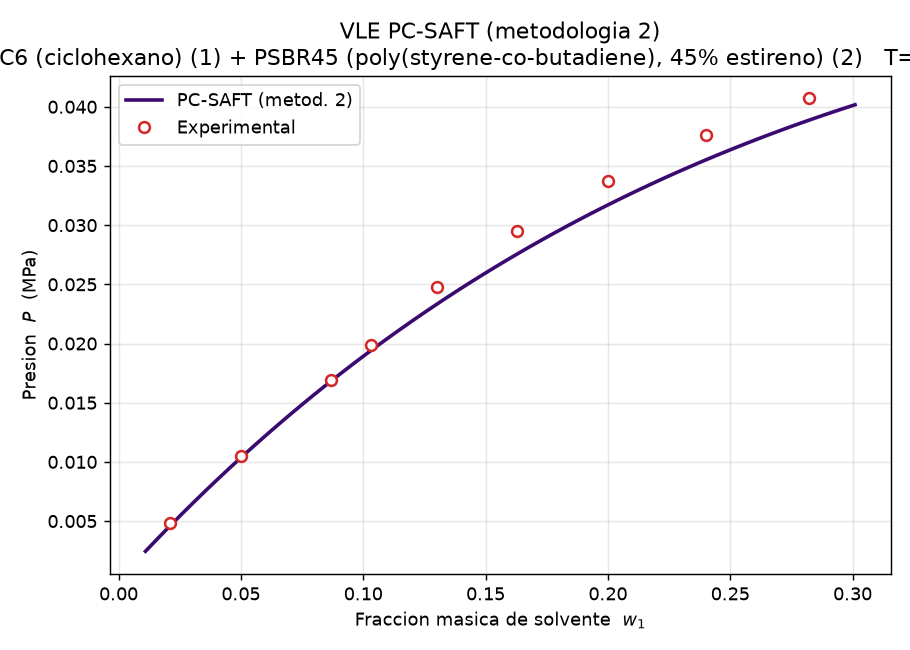 VLE PC-SAFT (metodologia 2)
C6 (ciclohexano) (1) + PSBR45 (poly(styrene-co-butadiene), 45% estireno) (2)   T=
PC-SAFT (metod. 2)
Experimental
Presion P (MPa)
0.040
0.035
0.030
0.025
0.020
0.015
0.010
0.005
0.00 0.05 0.10 0.15 0.20 0.25 0.30
Fraccion masica de solvente w₁